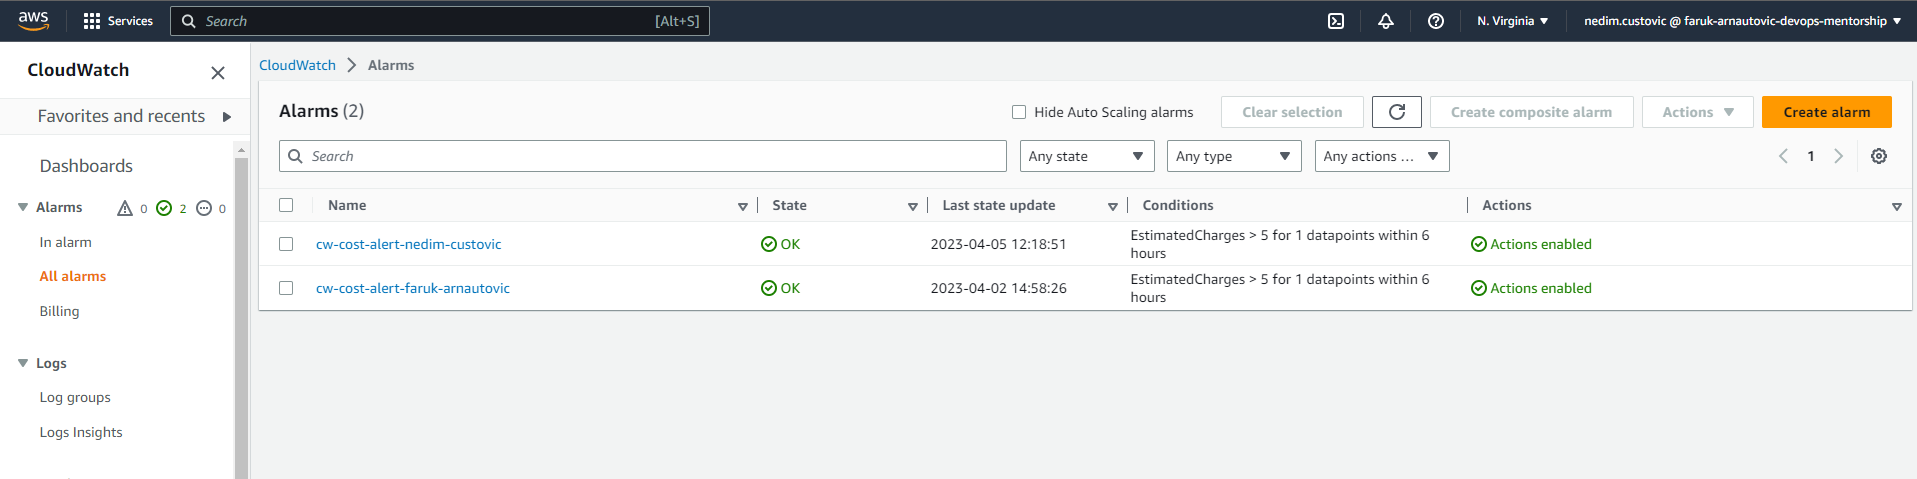 aws
Services
Search
[Alt+S]
N. Virginia
nedim.custovic @ faruk-arnautovic-devops-mentorship
CloudWatch
Favorites and recents
Dashboards
Alarms
0
2
0
In alarm
All alarms
Billing
Logs
Log groups
Logs Insights
CloudWatch
Alarms
Alarms (2)
Hide Auto Scaling alarms
Clear selection
Create composite alarm
Actions
Create alarm
Search
Any state
Any type
Any actions ...
1
Name
State
Last state update
Conditions
Actions
cw-cost-alert-nedim-custovic
OK
2023-04-05 12:18:51
EstimatedCharges > 5 for 1 datapoints within 6
hours
Actions enabled
cw-cost-alert-faruk-arnautovic
OK
2023-04-02 14:58:26
EstimatedCharges > 5 for 1 datapoints within 6
hours
Actions enabled